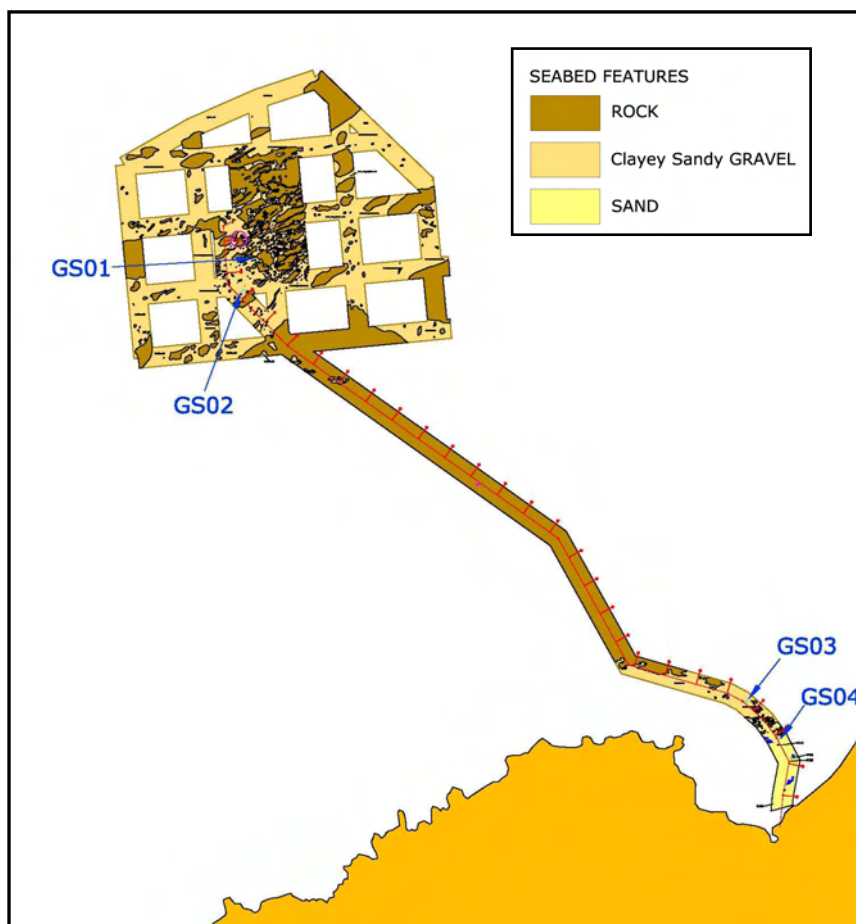 SEABED FEATURES
ROCK
Clayey Sandy GRAVEL
SAND
GS01
GS02
GS03
GS04